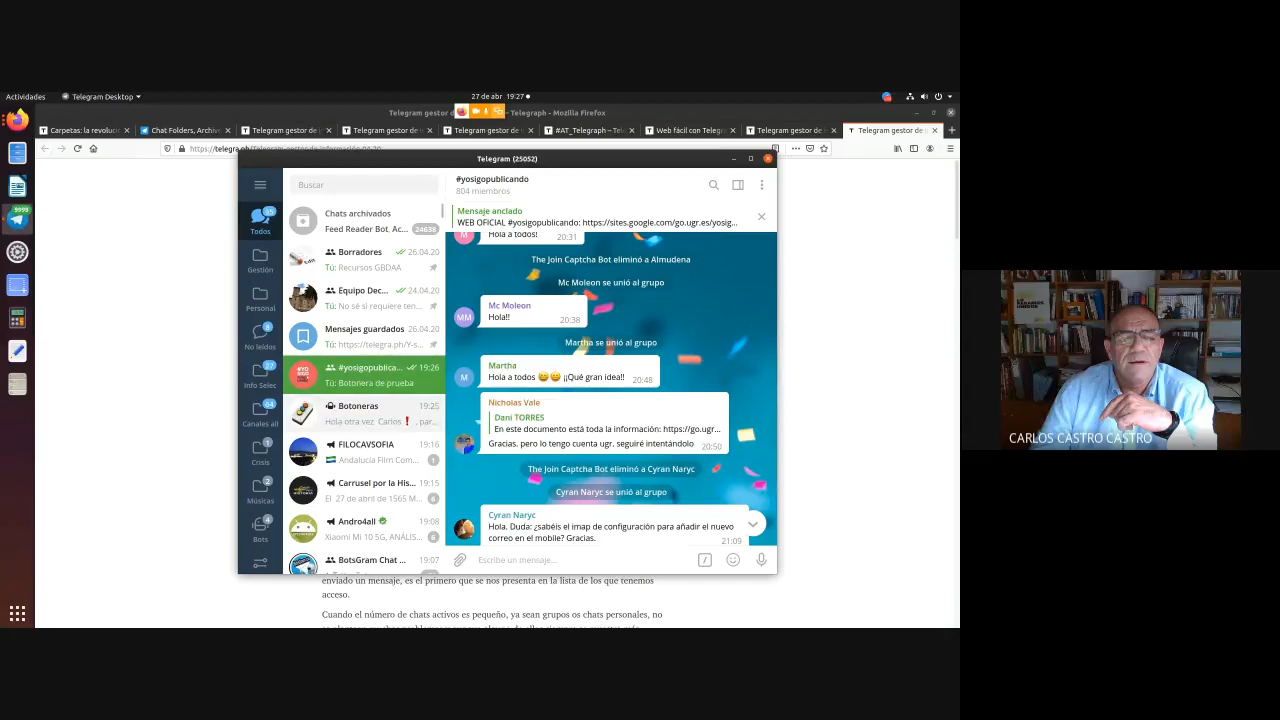 Actividades
Telegram Desktop
27 de abr 19:27
Telegram gestor d
– Telegraph - Mozilla Firefox
Carpetas: la revoluci
Chat Folders, Archiv
Telegram gestor de
Telegram gestor de
Telegram gestor de
#AT_Telegraph – Te
Web fácil con Telegr
Telegram gestor de
Telegram gestor de
Telegram (25052)
Buscar
Chats archivados
Feed Reader Bot, Ac...
24638
Todos
Gestión
Personal
No leídos
Info Selec
Canales all
Crisis
Músicas
Bots
Borradores
26.04.20
Tú: Recursos GBDAA
Equipo Dec...
24.04.20
Tú: No sé si requiere ten...
Mensajes guardados
26.04.20
Tú: https://telegra.ph/Y-s...
#yosigopublica...
19:26
Tú: Botonera de prueba
Botoneras
19:25
Hola otra vez Carlos❗, par...
FILOCAVSOFIA
19:16
Andalucía Film Com...
1
Carrusel por la His...
19:15
El 27 de abril de 1565 M...
6
Andro4all
19:08
Xiaomi Mi 10 5G, ANÁLIS...
6
BotsGram Chat ...
19:07
#yosigopublicando
804 miembros
Mensaje anclado
WEB OFICIAL #yosigopublicando: https://sites.google.com/go.ugr.es/yosig...
Hola a todos!
20:31
The Join Captcha Bot eliminó a Almudena
Mc Moleon se unió al grupo
Mc Moleon
MM
Hola!!
20:38
Martha se unió al grupo
Martha
M
Hola a todos 😄😄 ¡¡Qué gran idea!!
20:48
Nicholas Vale
Dani TORRES
En este documento está toda la información: https://go.ugr...
Gracias, pero lo tengo cuenta ugr. seguiré intentándolo
20:50
The Join Captcha Bot eliminó a Cyran Naryc
Cyran Naryc se unió al grupo
Cyran Naryc
Hola. Duda: ¿sabéis el imap de configuración para añadir el nuevo
correo en el mobile? Gracias.
21:09
Escribe un mensaje...
enviado un mensaje, es el primero que se nos presenta en la lista de los que tenemos
acceso.
Cuando el número de chats activos es pequeño, ya sean grupos os chats personales, no
CARLOS CASTRO CASTRO